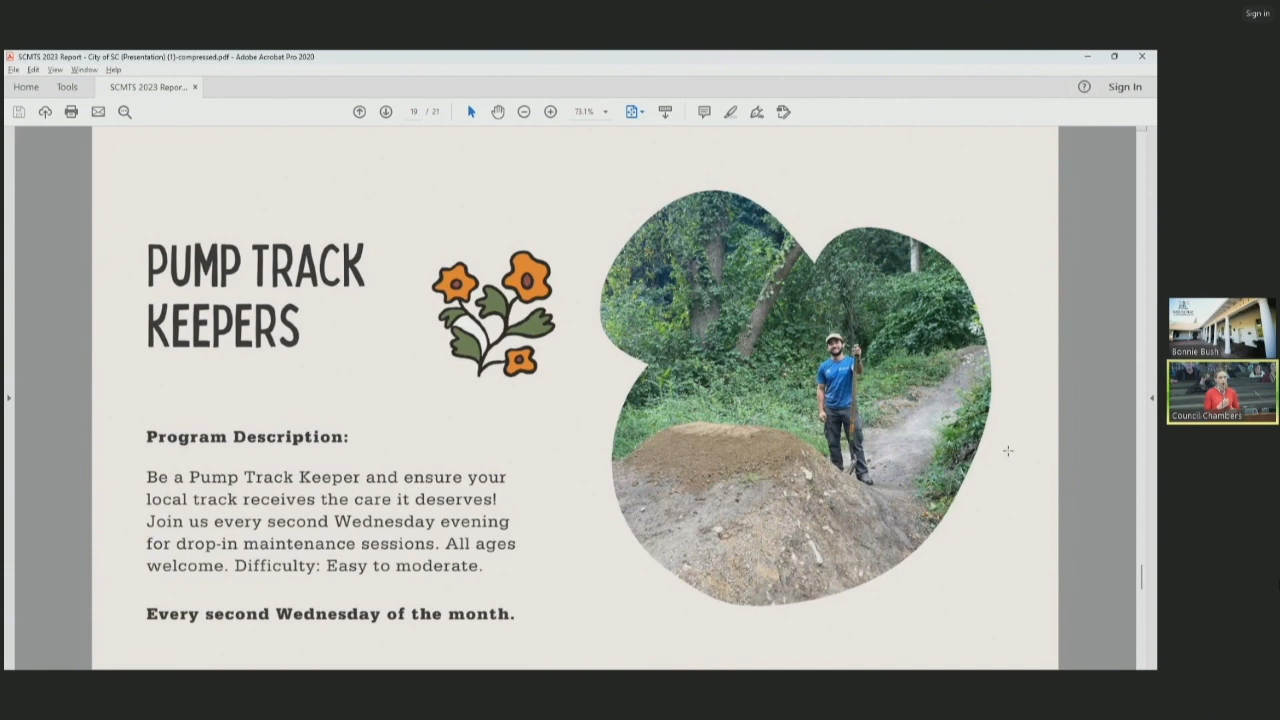 Sign in
SCMTS 2023 Report - City of SC (Presentation) (1)-compressed.pdf - Adobe Acrobat Pro 2020
File Edit View Window Help
Home Tools SCMTS 2023 Repor... × Sign In
19 / 21 73.1%
PUMP TRACK
KEEPERS
Program Description:
Be a Pump Track Keeper and ensure your
local track receives the care it deserves!
Join us every second Wednesday evening
for drop-in maintenance sessions. All ages
welcome. Difficulty: Easy to moderate.
Every second Wednesday of the month.
Bonnie Bush
Council Chambers